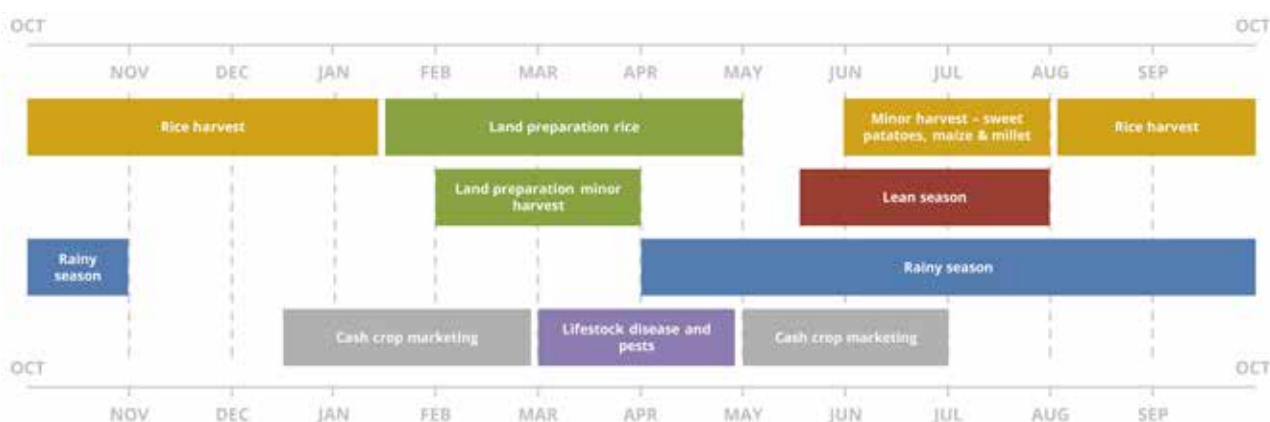 OCT OCT
NOV DEC JAN FEB MAR APR MAY JUN JUL AUG SEP
Rice harvest
Land preparation rice
Minor harvest – sweet
patatoes, maize & millet
Rice harvest
Land preparation minor
harvest
Lean season
Rainy
season
Rainy season
Cash crop marketing
Lifestock disease and
pests
Cash crop marketing
OCT OCT
NOV DEC JAN FEB MAR APR MAY JUN JUL AUG SEP